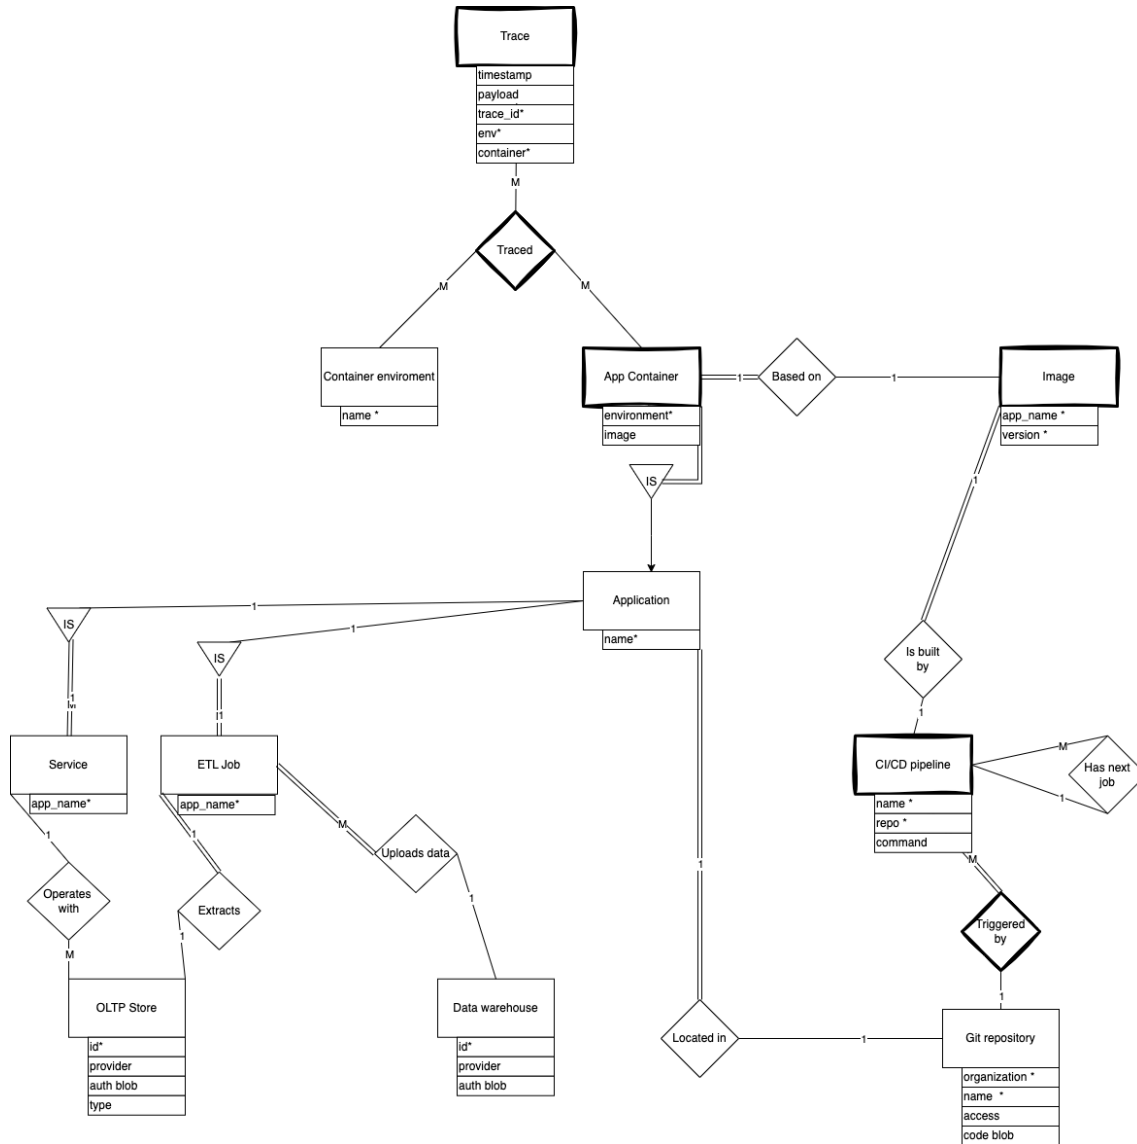 Trace
timestamp
payload
trace_id*
env*
container*
M
Traced
M
M
Container enviroment
name *
App Container
environment*
image
1
Based on
1
Image
app_name *
version *
IS
1
Application
name*
1
1
IS
IS
1
1
Is built
by
1
Service
app_name*
ETL Job
app_name*
CI/CD pipeline
name *
repo *
command
M
1
Has next
job
1
1
M
Uploads data
1
1
M
Operates
with
Extracts
Triggered
by
M
1
1
OLTP Store
id*
provider
auth blob
type
Data warehouse
id*
provider
auth blob
Located in
1
Git repository
organization *
name *
access
code blob